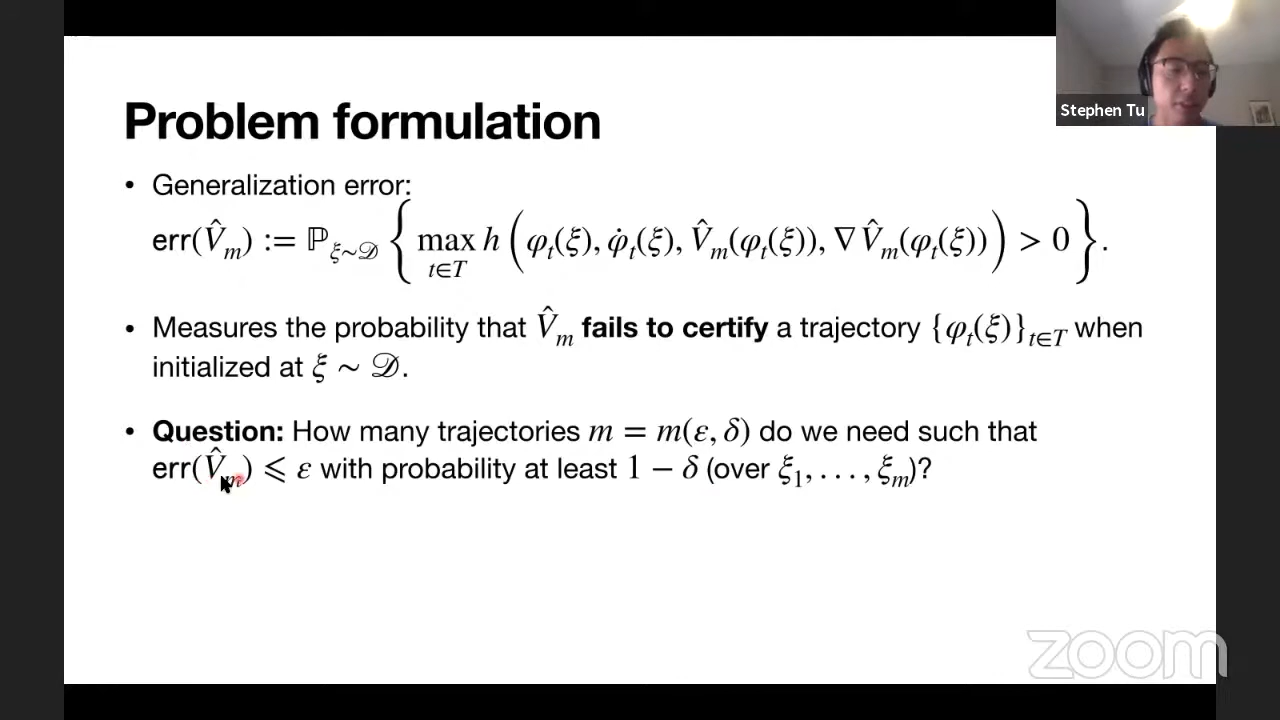 Stephen Tu
Problem formulation
• Generalization error:
err(V̂ₘ) := ℙ_{ξ∼𝒟} { max_{t∈T} h ( φₜ(ξ), φ̇ₜ(ξ), V̂ₘ(φₜ(ξ)), ∇V̂ₘ(φₜ(ξ)) ) > 0 } .
• Measures the probability that V̂ₘ fails to certify a trajectory {φₜ(ξ)}_{t∈T} when
initialized at ξ ∼ 𝒟.
• Question: How many trajectories m = m(ε, δ) do we need such that
err(V̂ₘ) ⩽ ε with probability at least 1 − δ (over ξ₁, . . . , ξₘ)?
zoom